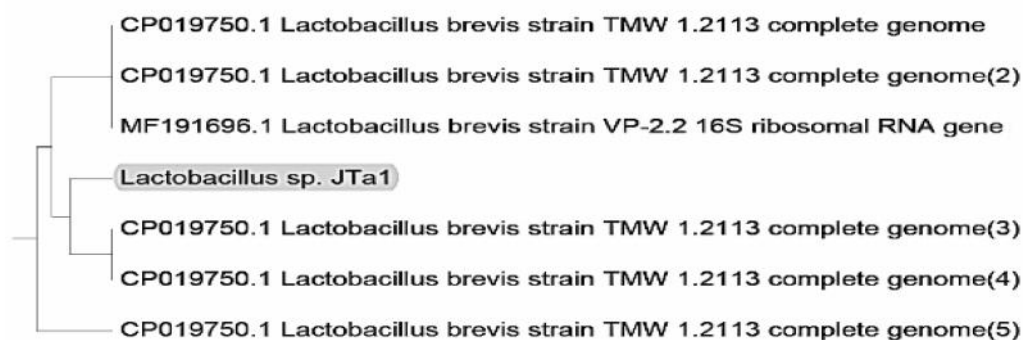 CP019750.1 Lactobacillus brevis strain TMW 1.2113 complete genome
CP019750.1 Lactobacillus brevis strain TMW 1.2113 complete genome(2)
MF191696.1 Lactobacillus brevis strain VP-2.2 16S ribosomal RNA gene
Lactobacillus sp. JTa1
CP019750.1 Lactobacillus brevis strain TMW 1.2113 complete genome(3)
CP019750.1 Lactobacillus brevis strain TMW 1.2113 complete genome(4)
CP019750.1 Lactobacillus brevis strain TMW 1.2113 complete genome(5)